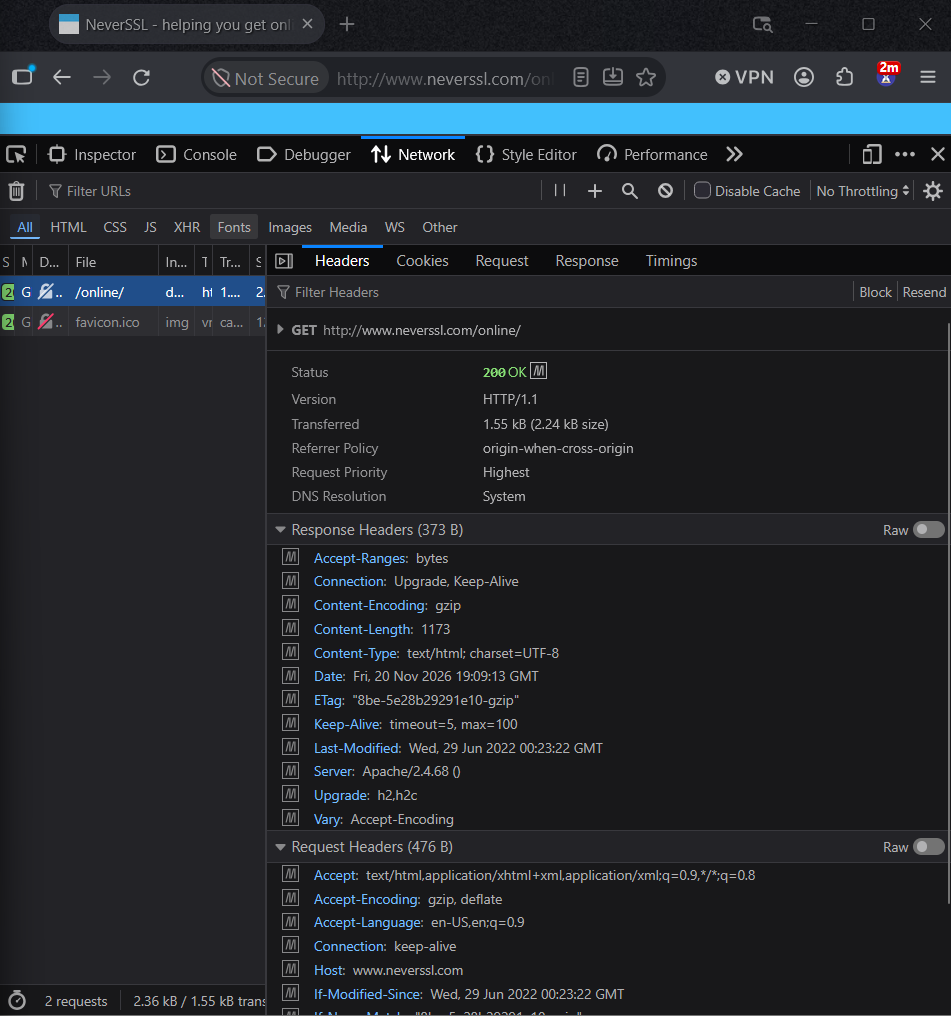 NeverSSL - helping you get onl
Not Secure http://www.neverssl.com/onl VPN 2m
Inspector Console Debugger Network Style Editor Performance
Filter URLs Disable Cache No Throttling
All HTML CSS JS XHR Fonts Images Media WS Other
S M D... File In... T Tr... S Headers Cookies Request Response Timings
2 G .. /online/ d... ht 1.... 2. Filter Headers Block Resend
2 G .. favicon.ico img vn ca... 1
GET http://www.neverssl.com/online/
Status 200 OK
Version HTTP/1.1
Transferred 1.55 kB (2.24 kB size)
Referrer Policy origin-when-cross-origin
Request Priority Highest
DNS Resolution System
Response Headers (373 B) Raw
Accept-Ranges: bytes
Connection: Upgrade, Keep-Alive
Content-Encoding: gzip
Content-Length: 1173
Content-Type: text/html; charset=UTF-8
Date: Fri, 20 Nov 2026 19:09:13 GMT
ETag: "8be-5e28b29291e10-gzip"
Keep-Alive: timeout=5, max=100
Last-Modified: Wed, 29 Jun 2022 00:23:22 GMT
Server: Apache/2.4.68 ()
Upgrade: h2,h2c
Vary: Accept-Encoding
Request Headers (476 B) Raw
Accept: text/html,application/xhtml+xml,application/xml;q=0.9,*/*;q=0.8
Accept-Encoding: gzip, deflate
Accept-Language: en-US,en;q=0.9
Connection: keep-alive
Host: www.neverssl.com
If-Modified-Since: Wed, 29 Jun 2022 00:23:22 GMT
2 requests 2.36 kB / 1.55 kB trans